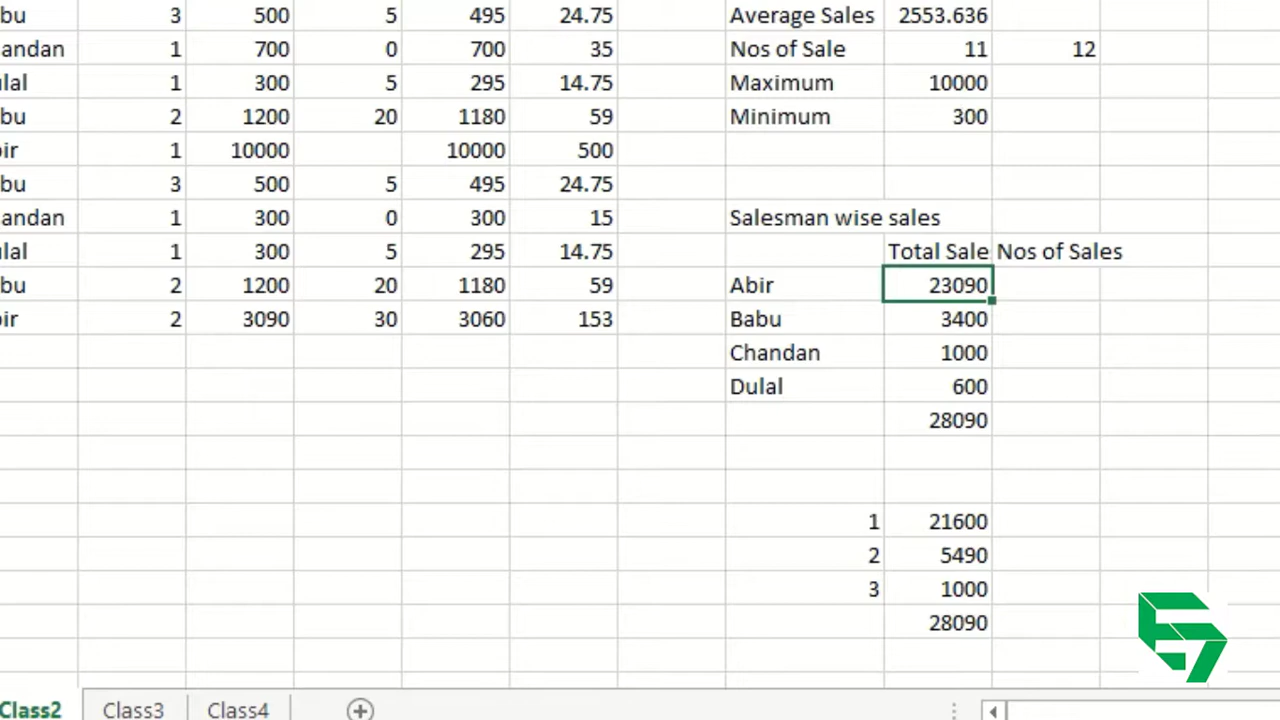 bu 3 500 5 495 24.75 Average Sales 2553.636
andan 1 700 0 700 35 Nos of Sale 11 12
ulal 1 300 5 295 14.75 Maximum 10000
bu 2 1200 20 1180 59 Minimum 300
ir 1 10000 10000 500
bu 3 500 5 495 24.75
andan 1 300 0 300 15 Salesman wise sales
ulal 1 300 5 295 14.75 Total Sale Nos of Sales
bu 2 1200 20 1180 59 Abir 23090
ir 2 3090 30 3060 153 Babu 3400
Chandan 1000
Dulal 600
28090
1 21600
2 5490
3 1000
28090
Class2 Class3 Class4